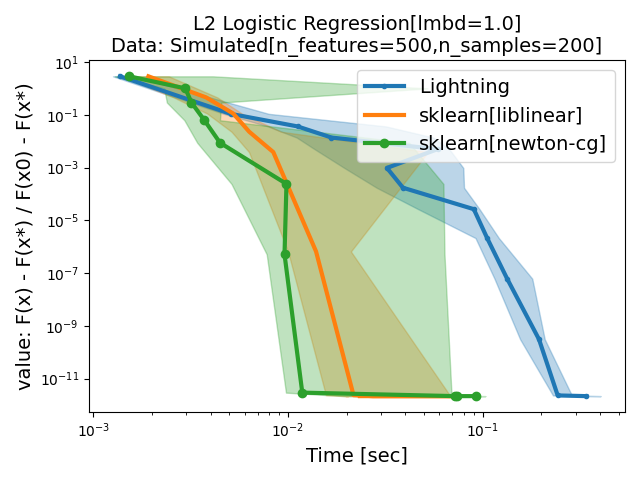 L2 Logistic Regression[lmbd=1.0]
Data: Simulated[n_features=500,n_samples=200]
value: F(x) - F(x*) / F(x0) - F(x*)
10¹
10⁻¹
10⁻³
10⁻⁵
10⁻⁷
10⁻⁹
10⁻¹¹
Lightning
sklearn[liblinear]
sklearn[newton-cg]
10⁻³
10⁻²
10⁻¹
Time [sec]